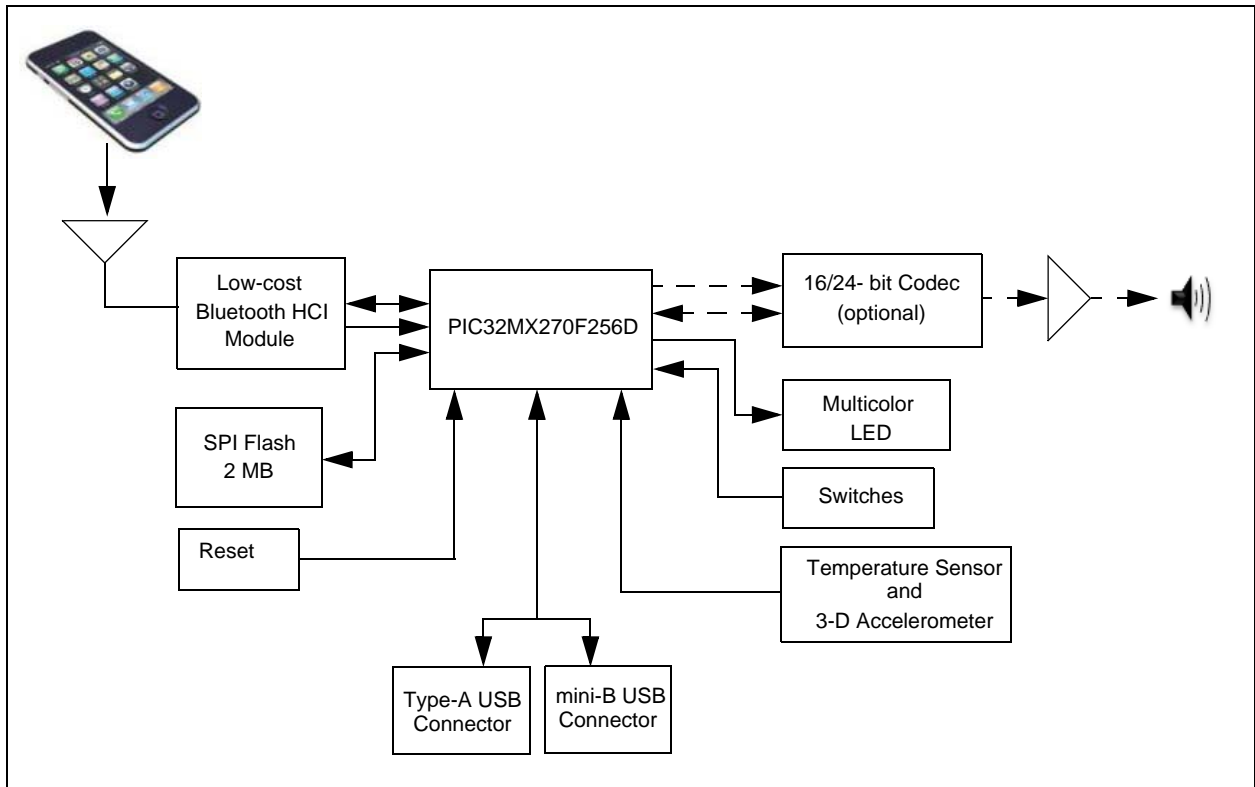 Low-cost
Bluetooth HCI
Module
PIC32MX270F256D
16/24- bit Codec
(optional)
Multicolor
LED
SPI Flash
2 MB
Switches
Reset
Temperature Sensor
and
3-D Accelerometer
Type-A USB
Connector
mini-B USB
Connector